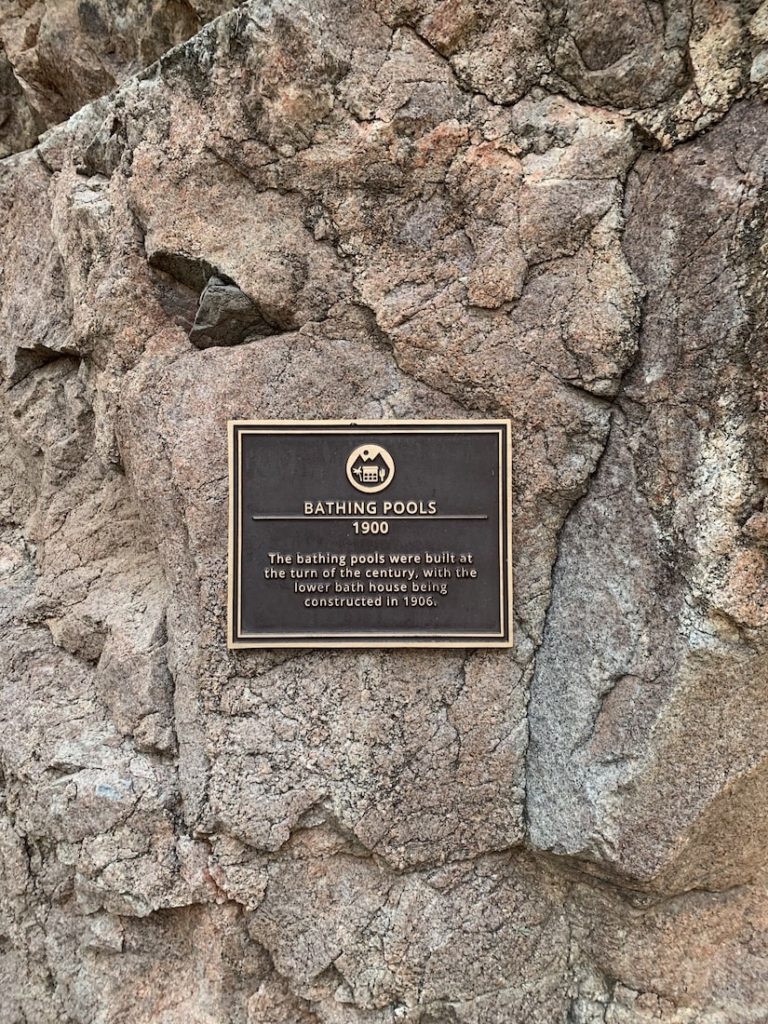 BATHING POOLS
1900
The bathing pools were built at
the turn of the century, with the
lower bath house being
constructed in 1906.